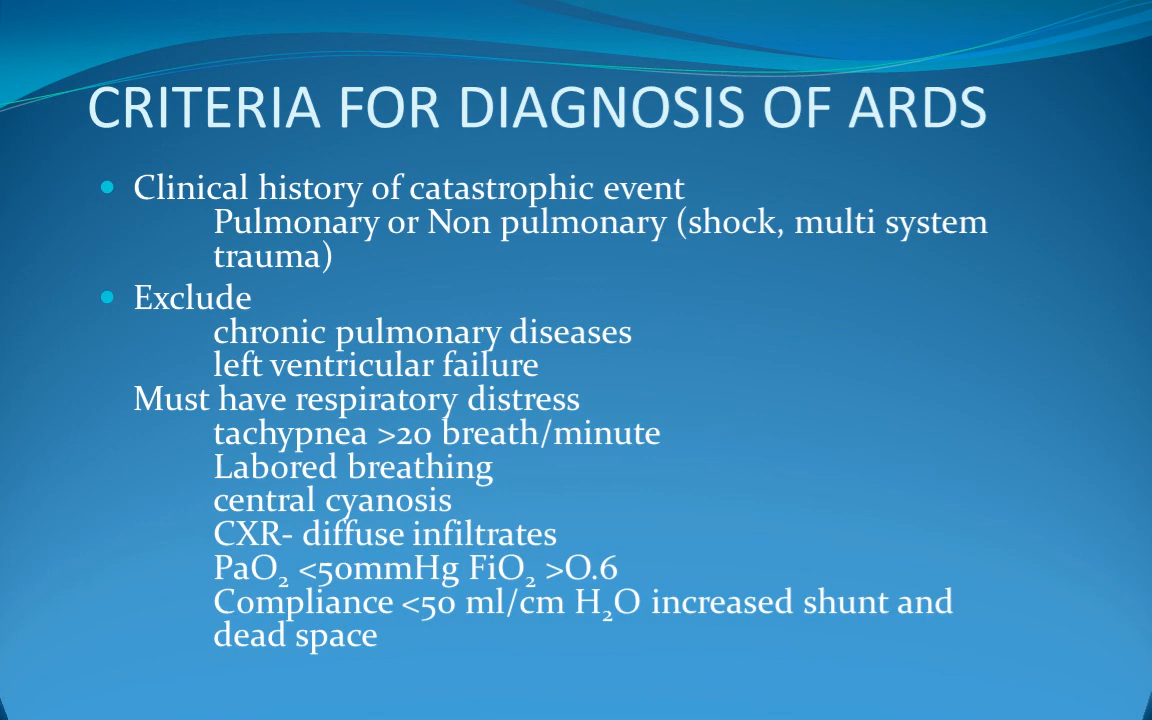 CRITERIA FOR DIAGNOSIS OF ARDS
• Clinical history of catastrophic event
Pulmonary or Non pulmonary (shock, multi system
trauma)
• Exclude
chronic pulmonary diseases
left ventricular failure
Must have respiratory distress
tachypnea >20 breath/minute
Labored breathing
central cyanosis
CXR- diffuse infiltrates
PaO₂ <50mmHg FiO₂ >O.6
Compliance <50 ml/cm H₂O increased shunt and
dead space